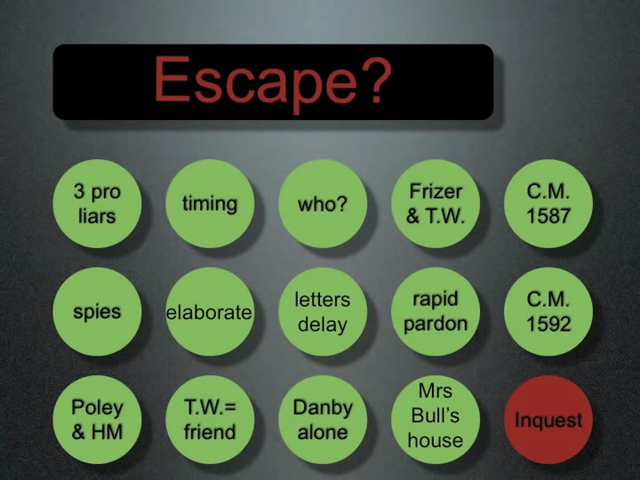 Escape?
3 pro
liars
timing
who?
Frizer
& T.W.
C.M.
1587
spies
elaborate
letters
delay
rapid
pardon
C.M.
1592
Poley
& HM
T.W.=
friend
Danby
alone
Mrs
Bull's
house
Inquest